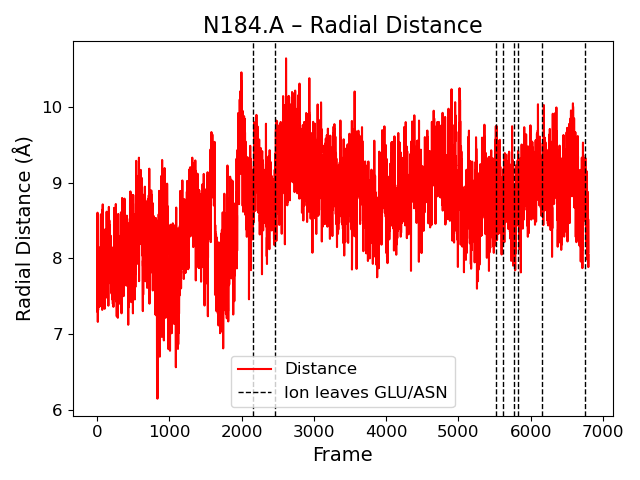 N184.A – Radial Distance
Radial Distance (Å)
10
9
8
7
6
Distance
Ion leaves GLU/ASN
0 1000 2000 3000 4000 5000 6000 7000
Frame